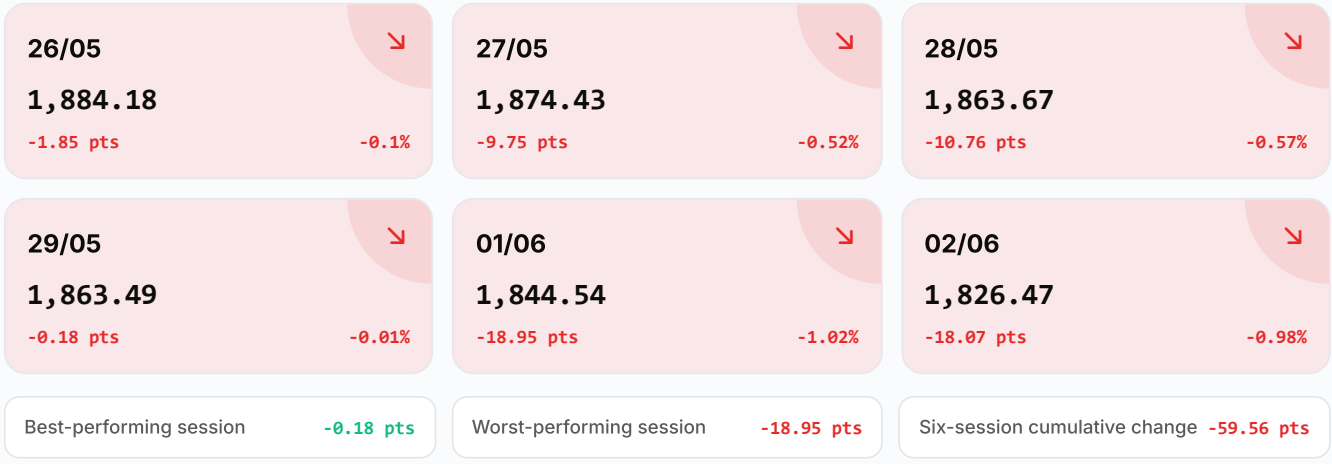 26/05
1,884.18
-1.85 pts -0.1%
27/05
1,874.43
-9.75 pts -0.52%
28/05
1,863.67
-10.76 pts -0.57%
29/05
1,863.49
-0.18 pts -0.01%
01/06
1,844.54
-18.95 pts -1.02%
02/06
1,826.47
-18.07 pts -0.98%
Best-performing session -0.18 pts
Worst-performing session -18.95 pts
Six-session cumulative change -59.56 pts